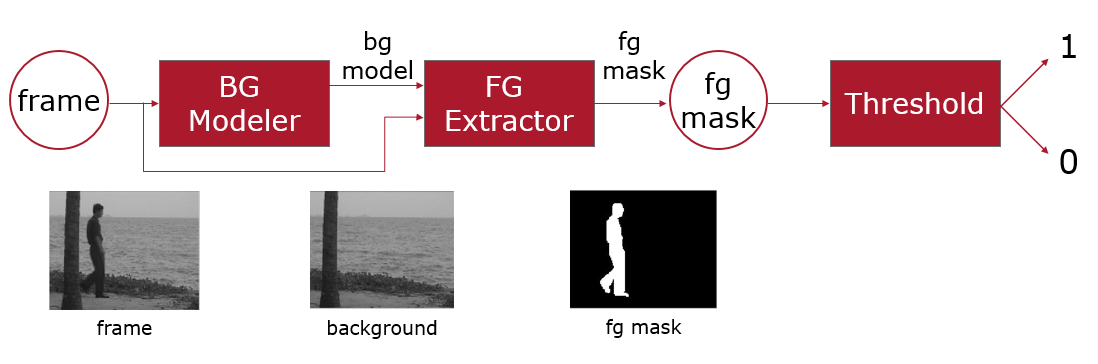 frame
BG
Modeler
bg
model
FG
Extractor
fg
mask
fg
mask
Threshold
1
0
frame
background
fg mask